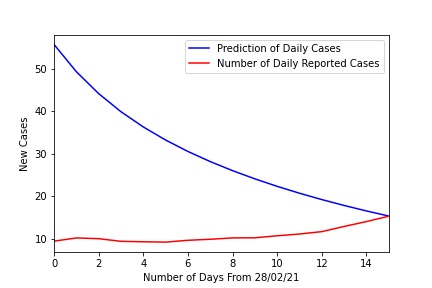 Prediction of Daily Cases
Number of Daily Reported Cases
50
40
30
20
10
New Cases
0 2 4 6 8 10 12 14
Number of Days From 28/02/21